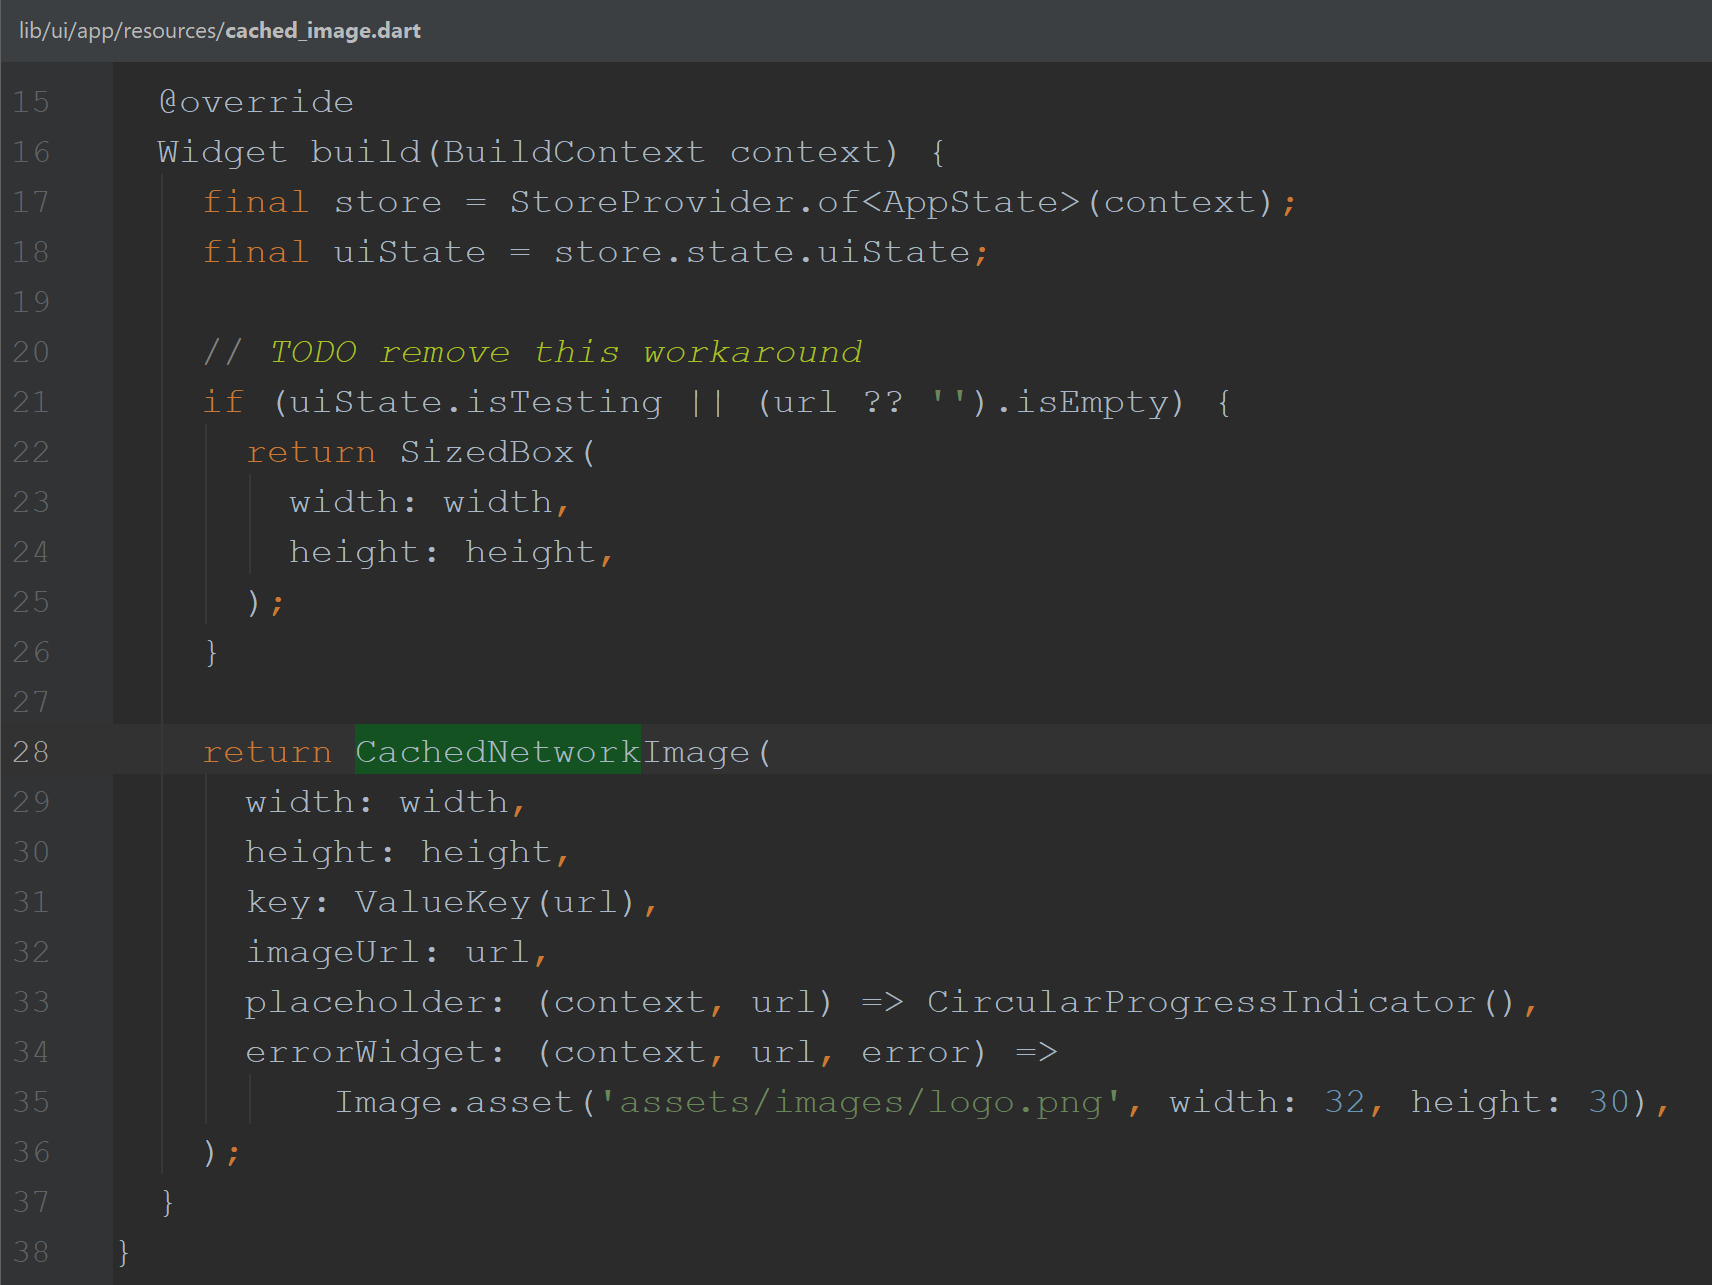 lib/ui/app/resources/cached_image.dart
15 @override
16 Widget build(BuildContext context) {
17 final store = StoreProvider.of<AppState>(context);
18 final uiState = store.state.uiState;
19
20 // TODO remove this workaround
21 if (uiState.isTesting || (url ?? '').isEmpty) {
22 return SizedBox(
23 width: width,
24 height: height,
25 );
26 }
27
28 return CachedNetworkImage(
29 width: width,
30 height: height,
31 key: ValueKey(url),
32 imageUrl: url,
33 placeholder: (context, url) => CircularProgressIndicator(),
34 errorWidget: (context, url, error) =>
35 Image.asset('assets/images/logo.png', width: 32, height: 30),
36 );
37 }
38 }